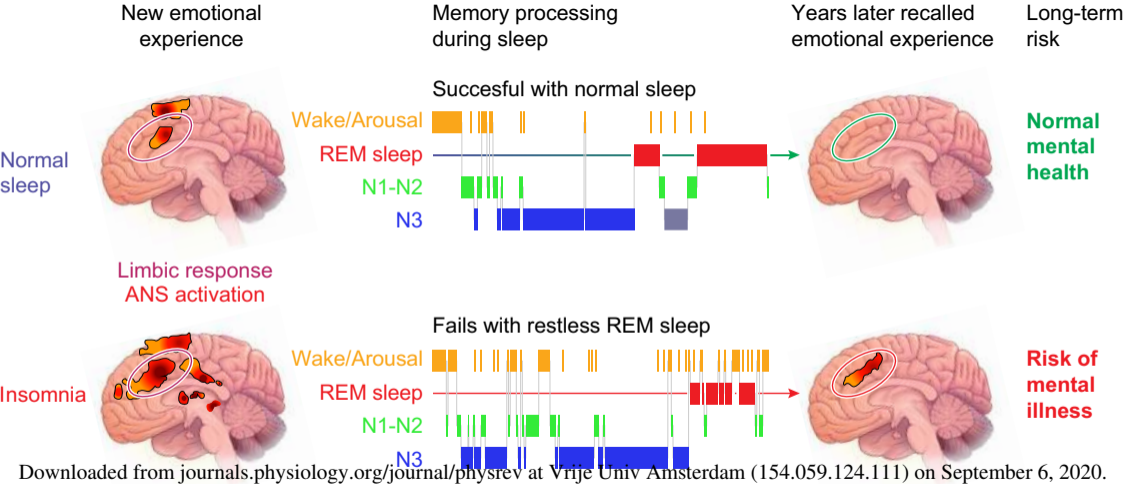 New emotional
experience
Memory processing
during sleep
Years later recalled
emotional experience
Long-term
risk
Normal
sleep
Succesful with normal sleep
Wake/Arousal
REM sleep
N1-N2
N3
Normal
mental
health
Limbic response
ANS activation
Insomnia
Fails with restless REM sleep
Wake/Arousal
REM sleep
N1-N2
N3
Risk of
mental
illness
Downloaded from journals.physiology.org/journal/physrev at Vrije Univ Amsterdam (154.059.124.111) on September 6, 2020.